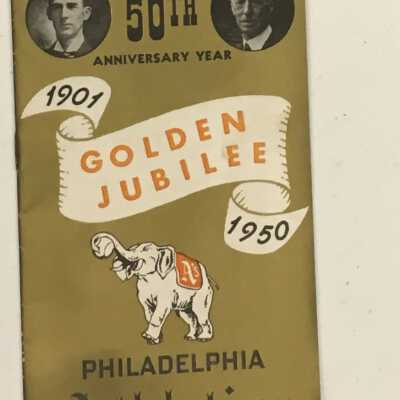 50TH
ANNIVERSARY YEAR
1901
GOLDEN
JUBILEE
1950
A's
PHILADELPHIA